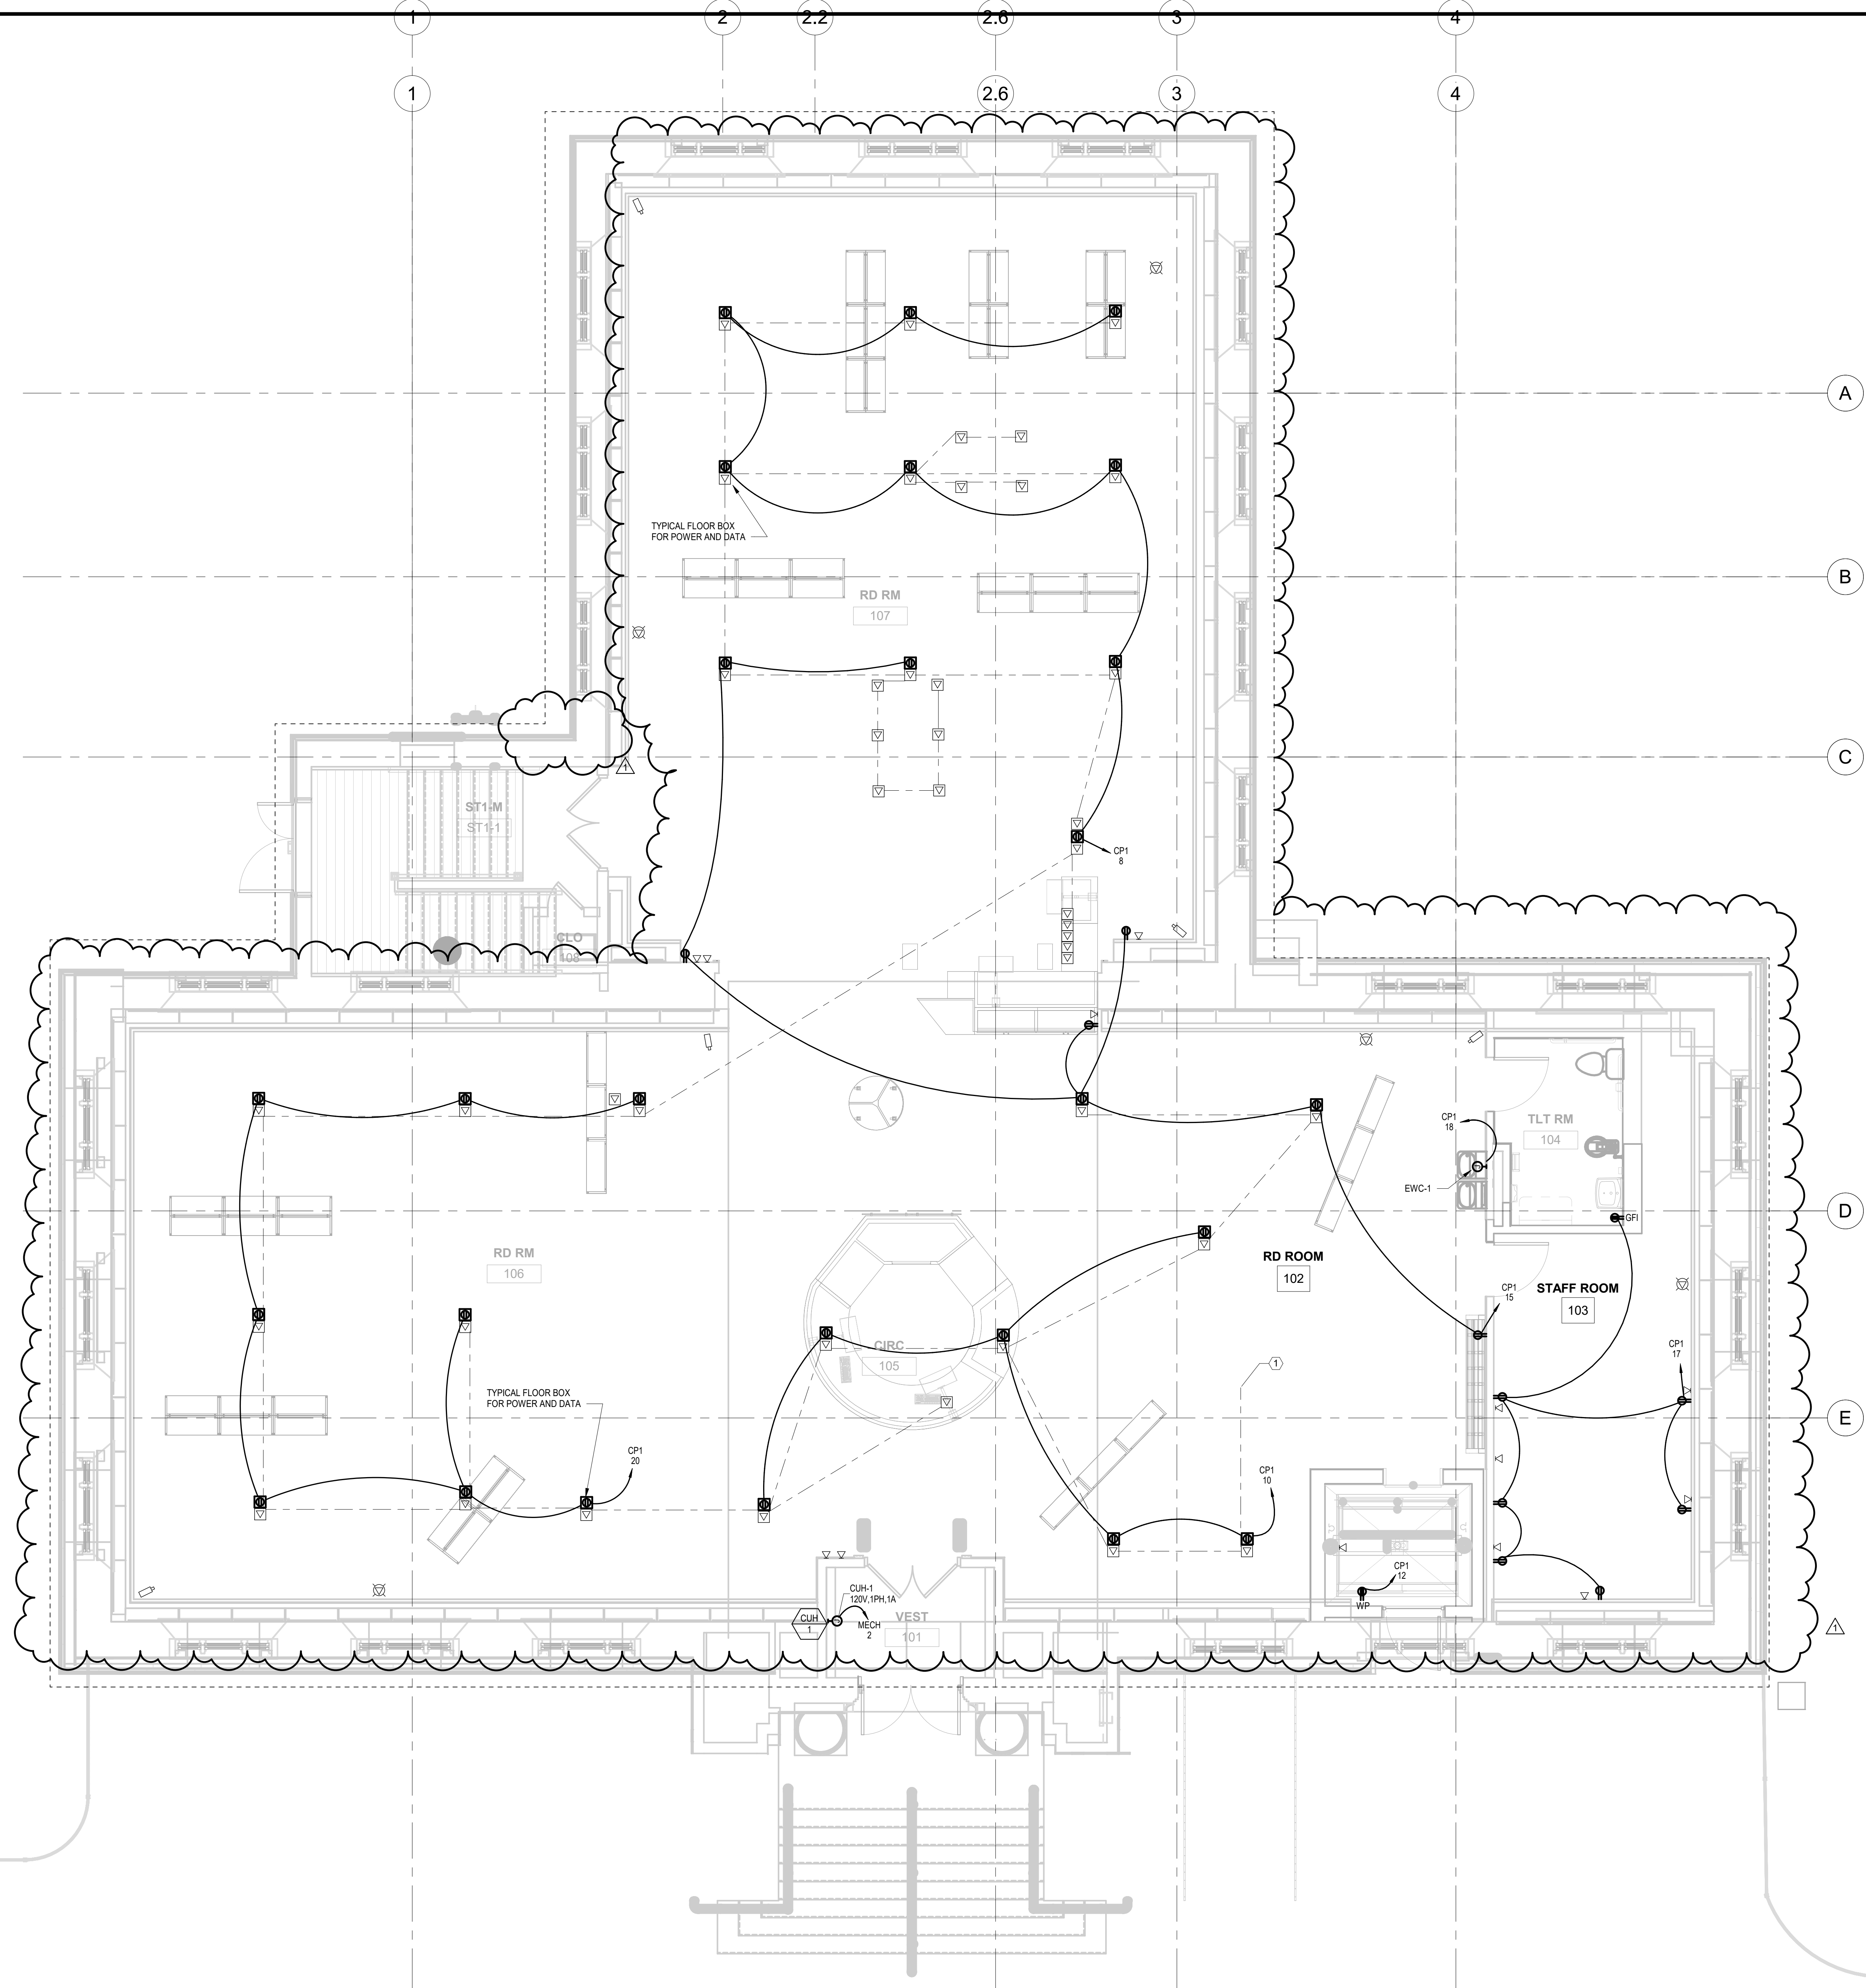 1
2
2.2
2.6
3
4
1
2.6
3
4
A
TYPICAL FLOOR BOX
FOR POWER AND DATA
B
RD RM
107
C
1
ST1-M
ST1-1
CP1
8
CLO
108
CP1
18
TLT RM
104
EWC-1
D
GFI
RD RM
106
RD ROOM
102
STAFF ROOM
103
CP1
15
CIRC
105
1
CP1
17
TYPICAL FLOOR BOX
FOR POWER AND DATA
E
CP1
20
CP1
10
CP1
12
WP
CUH-1
120V,1PH,1A
CUH
1
MECH
2
VEST
101
1